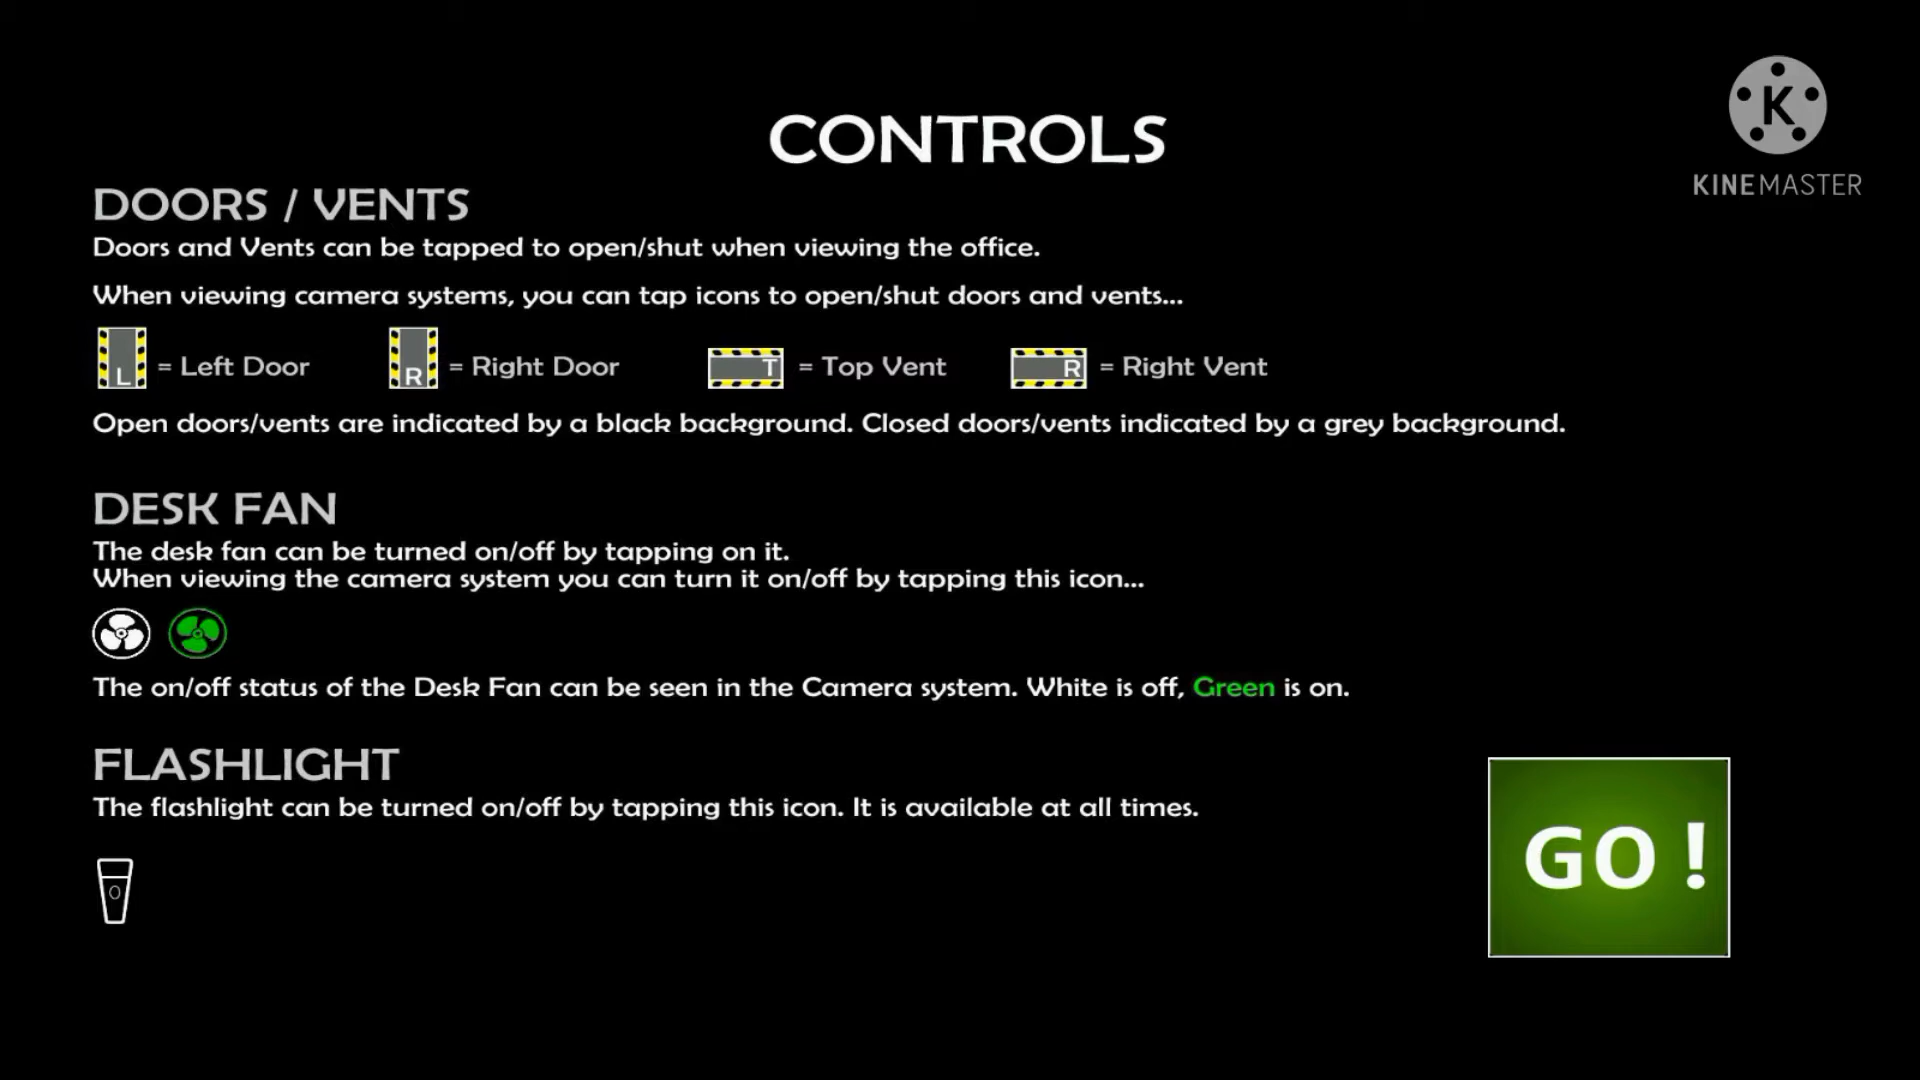 CONTROLS
K
KINEMASTER
DOORS / VENTS
Doors and Vents can be tapped to open/shut when viewing the office.
When viewing camera systems, you can tap icons to open/shut doors and vents...
L = Left Door R = Right Door T = Top Vent R = Right Vent
Open doors/vents are indicated by a black background. Closed doors/vents indicated by a grey background.
DESK FAN
The desk fan can be turned on/off by tapping on it.
When viewing the camera system you can turn it on/off by tapping this icon...
The on/off status of the Desk Fan can be seen in the Camera system. White is off, Green is on.
FLASHLIGHT
The flashlight can be turned on/off by tapping this icon. It is available at all times.
GO!